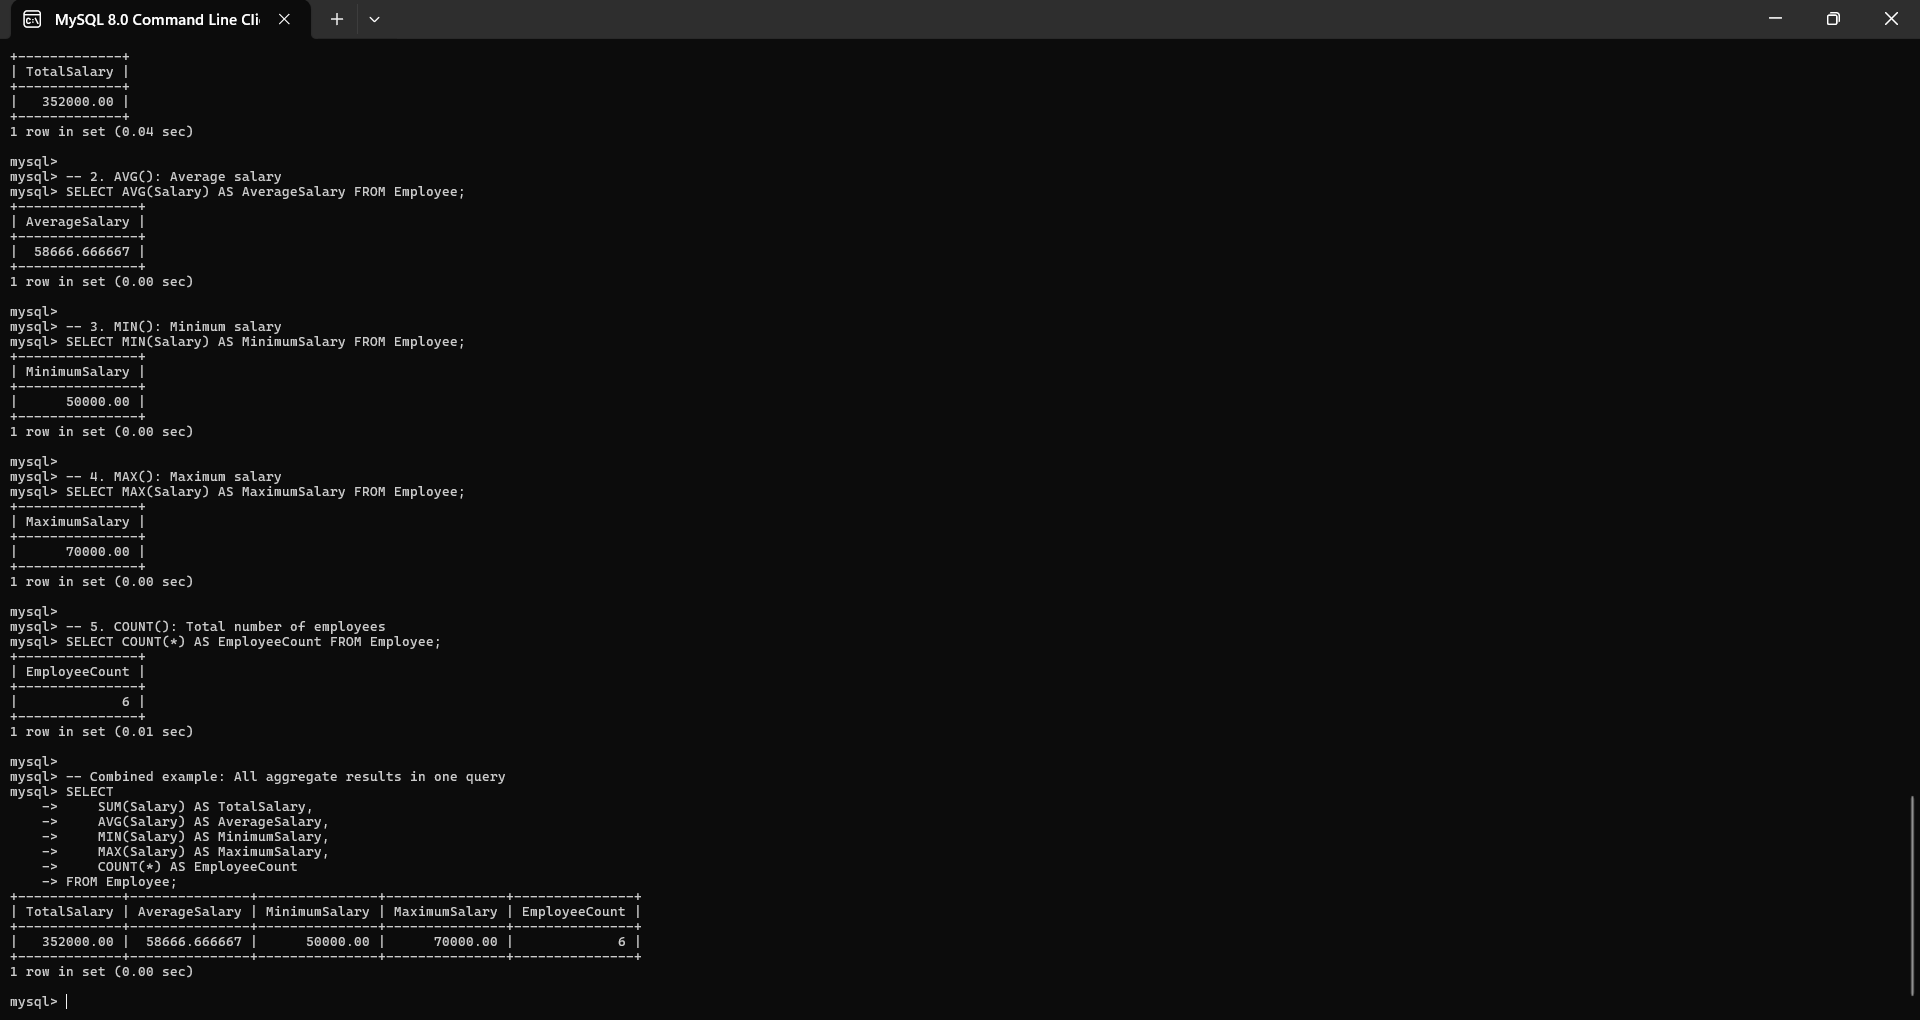 MySQL 8.0 Command Line Cli
+-------------+
| TotalSalary |
+-------------+
|   352000.00 |
+-------------+
1 row in set (0.04 sec)
mysql>
mysql> -- 2. AVG(): Average salary
mysql> SELECT AVG(Salary) AS AverageSalary FROM Employee;
+---------------+
| AverageSalary |
+---------------+
|  58666.666667 |
+---------------+
1 row in set (0.00 sec)
mysql>
mysql> -- 3. MIN(): Minimum salary
mysql> SELECT MIN(Salary) AS MinimumSalary FROM Employee;
+---------------+
| MinimumSalary |
+---------------+
|      50000.00 |
+---------------+
1 row in set (0.00 sec)
mysql>
mysql> -- 4. MAX(): Maximum salary
mysql> SELECT MAX(Salary) AS MaximumSalary FROM Employee;
+---------------+
| MaximumSalary |
+---------------+
|      70000.00 |
+---------------+
1 row in set (0.00 sec)
mysql>
mysql> -- 5. COUNT(): Total number of employees
mysql> SELECT COUNT(*) AS EmployeeCount FROM Employee;
+---------------+
| EmployeeCount |
+---------------+
|             6 |
+---------------+
1 row in set (0.01 sec)
mysql>
mysql> -- Combined example: All aggregate results in one query
mysql> SELECT
    ->     SUM(Salary) AS TotalSalary,
    ->     AVG(Salary) AS AverageSalary,
    ->     MIN(Salary) AS MinimumSalary,
    ->     MAX(Salary) AS MaximumSalary,
    ->     COUNT(*) AS EmployeeCount
    -> FROM Employee;
+-------------+---------------+---------------+---------------+---------------+
| TotalSalary | AverageSalary | MinimumSalary | MaximumSalary | EmployeeCount |
+-------------+---------------+---------------+---------------+---------------+
|   352000.00 |  58666.666667 |      50000.00 |      70000.00 |             6 |
+-------------+---------------+---------------+---------------+---------------+
1 row in set (0.00 sec)
mysql>